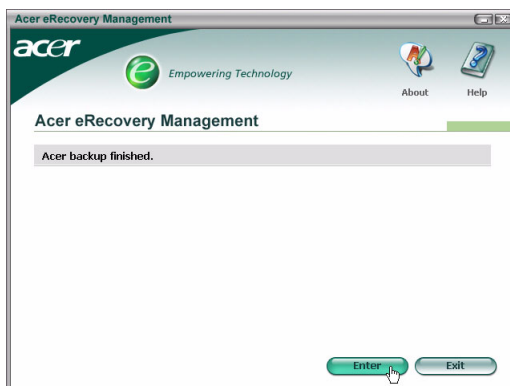 Acer eRecovery Management
acer
e Empowering Technology
About
Help
Acer eRecovery Management
Acer backup finished.
Enter
Exit